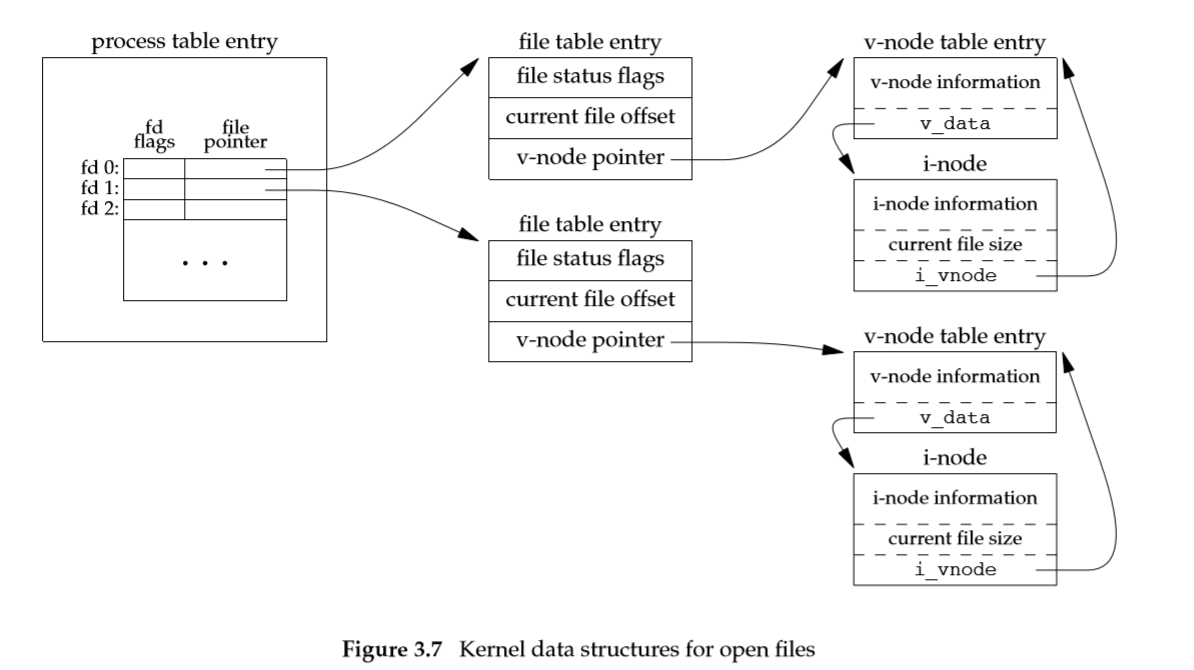 process table entry
fd
flags
file
pointer
fd 0:
fd 1:
fd 2:
. . .
file table entry
file status flags
current file offset
v-node pointer
file table entry
file status flags
current file offset
v-node pointer
v-node table entry
v-node information
v_data
i-node
i-node information
current file size
i_vnode
v-node table entry
v-node information
v_data
i-node
i-node information
current file size
i_vnode
Figure 3.7 Kernel data structures for open files